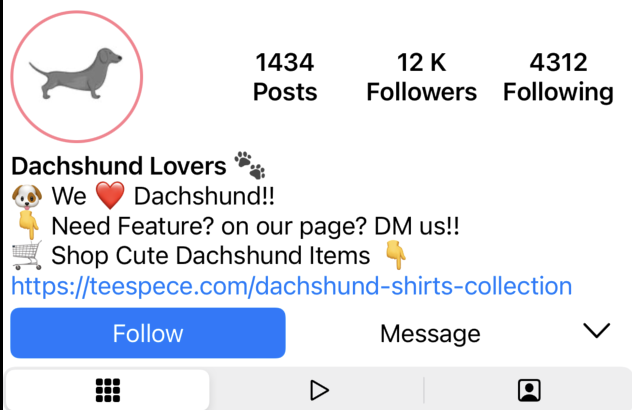 1434 12 K 4312
Posts Followers Following
Dachshund Lovers 🐾
🐶 We ❤️ Dachshund!!
👇 Need Feature? on our page? DM us!!
🛒 Shop Cute Dachshund Items 👇
https://teespece.com/dachshund-shirts-collection
Follow Message